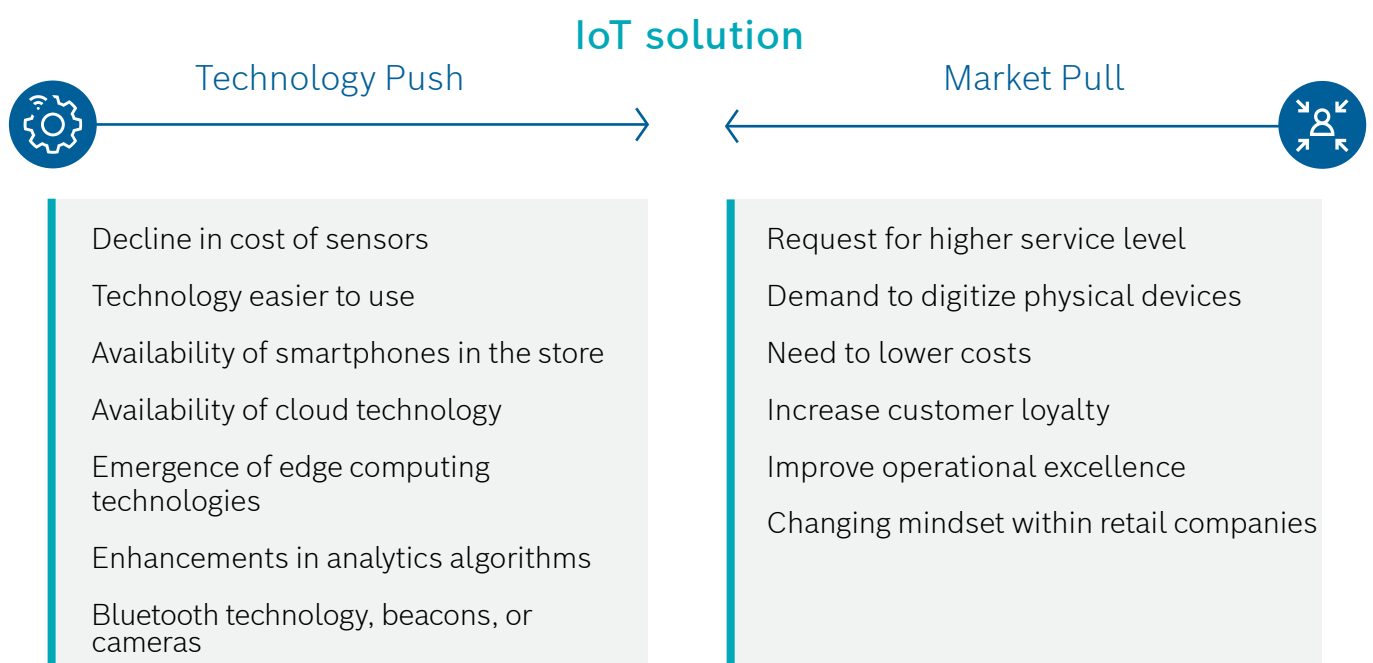 IoT solution
Technology Push
Market Pull
Decline in cost of sensors
Technology easier to use
Availability of smartphones in the store
Availability of cloud technology
Emergence of edge computing
technologies
Enhancements in analytics algorithms
Bluetooth technology, beacons, or
cameras
Request for higher service level
Demand to digitize physical devices
Need to lower costs
Increase customer loyalty
Improve operational excellence
Changing mindset within retail companies